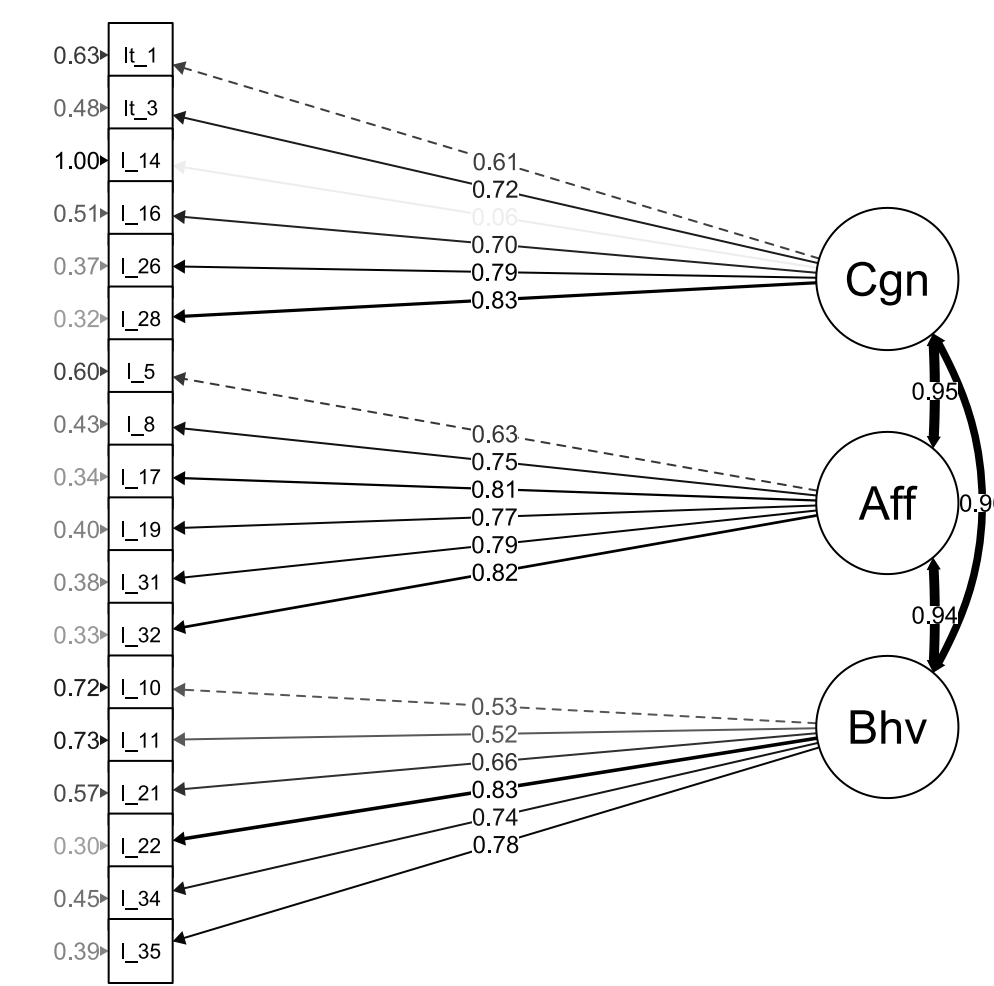 0.63 It_1
0.48 It_3
1.00 I_14
0.51 I_16
0.37 I_26
0.32 I_28
0.60 I_5
0.43 I_8
0.34 I_17
0.40 I_19
0.38 I_31
0.33 I_32
0.72 I_10
0.73 I_11
0.57 I_21
0.30 I_22
0.45 I_34
0.39 I_35
0.61
0.72
0.06
0.70
0.79
0.83
0.63
0.75
0.81
0.77
0.79
0.82
0.53
0.52
0.66
0.83
0.74
0.78
Cgn
0.95
Aff
0.94
Bhv